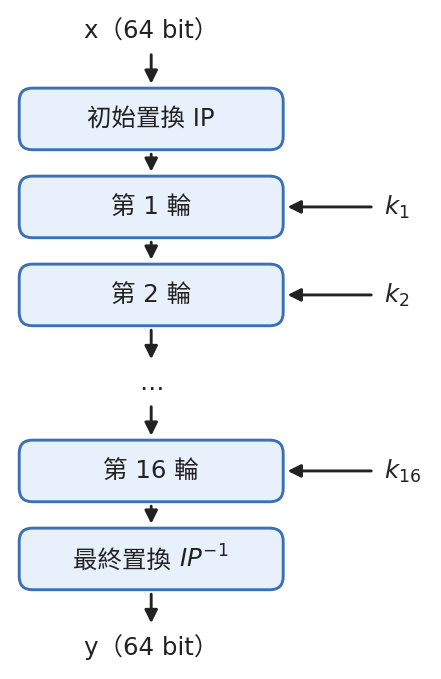 x（64 bit）
初始置換 IP
第 1 輪
k₁
第 2 輪
k₂
...
第 16 輪
k₁₆
最終置換 IP⁻¹
y（64 bit）